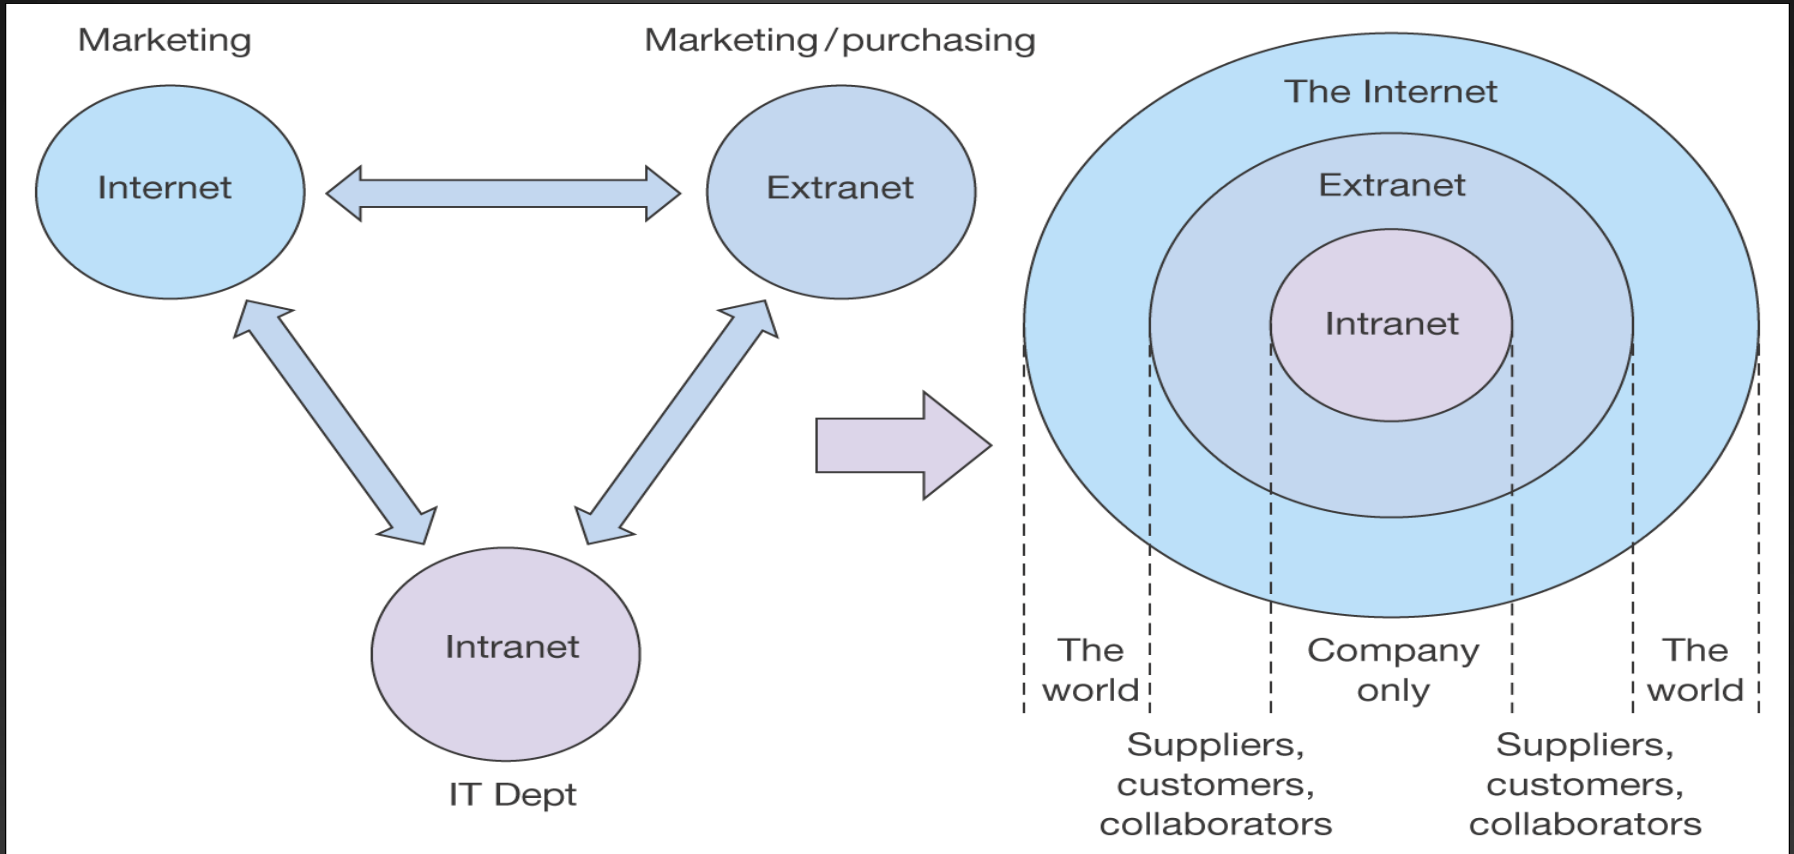 Marketing
Marketing/purchasing
Internet
Extranet
Intranet
IT Dept
The Internet
Extranet
Intranet
The
world
Company
only
The
world
Suppliers,
customers,
collaborators
Suppliers,
customers,
collaborators